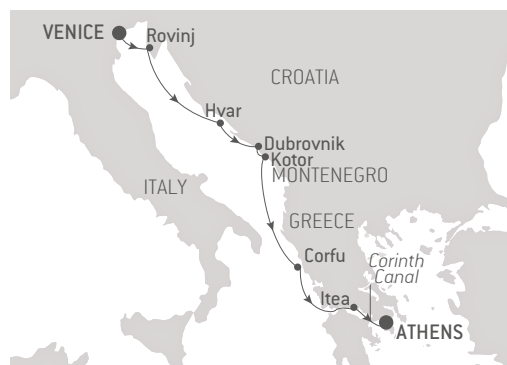 VENICE
Rovinj
CROATIA
Hvar
Dubrovnik
Kotor
MONTENEGRO
ITALY
GREECE
Corfu
Corinth
Canal
Itea
ATHENS